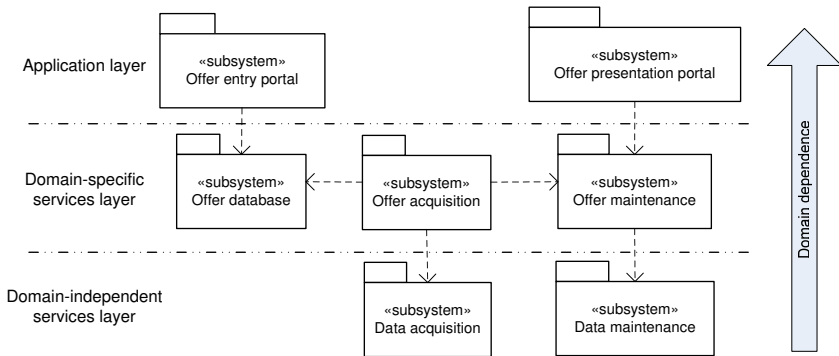 Application layer
«subsystem»
Offer entry portal
«subsystem»
Offer presentation portal
Domain-specific
services layer
«subsystem»
Offer database
«subsystem»
Offer acquisition
«subsystem»
Offer maintenance
Domain-independent
services layer
«subsystem»
Data acquisition
«subsystem»
Data maintenance
Domain dependence